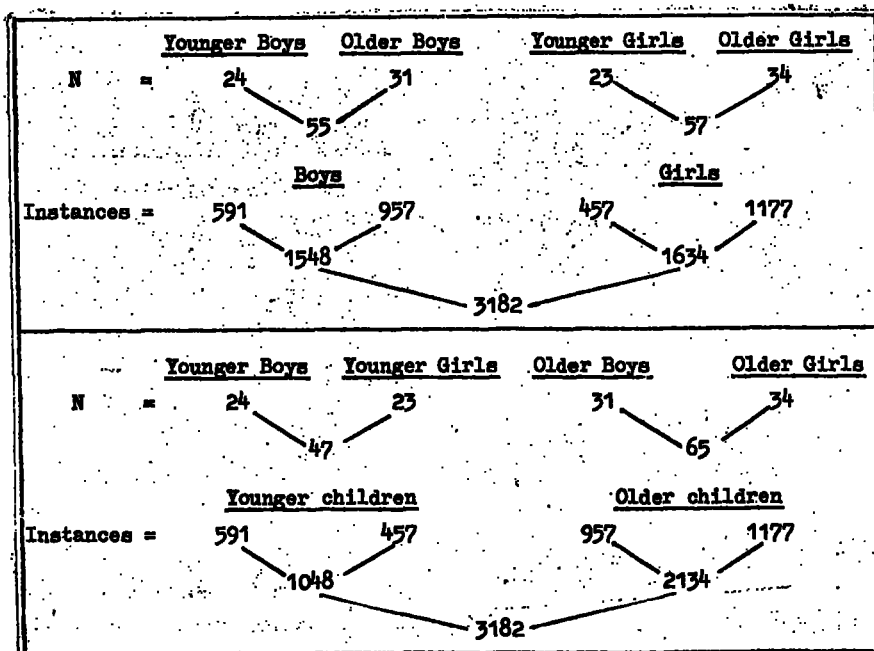 Younger Boys Older Boys Younger Girls Older Girls
N = 24 31 23 34
55 57
Boys Girls
Instances = 591 957 457 1177
1548 1634
3182
Younger Boys Younger Girls Older Boys Older Girls
N = 24 23 31 34
47 65
Younger children Older children
Instances = 591 457 957 1177
1048 2134
3182